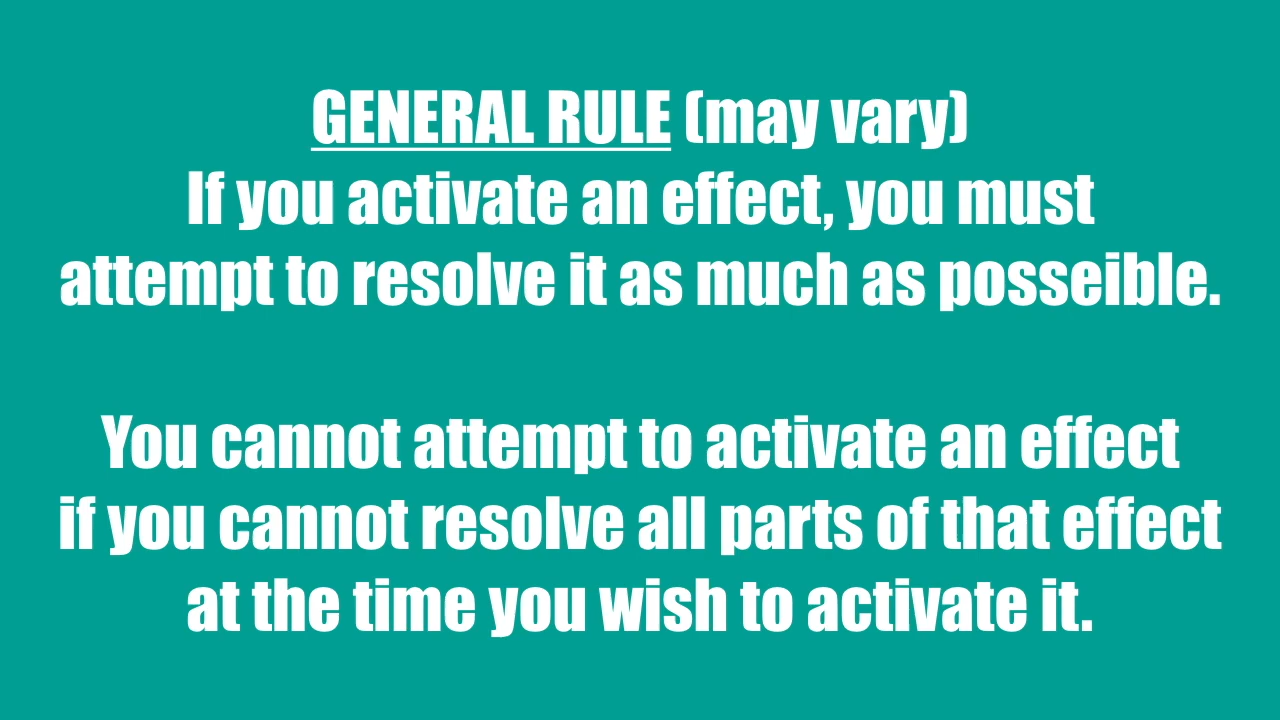 GENERAL RULE (may vary)
If you activate an effect, you must
attempt to resolve it as much as posseible.
You cannot attempt to activate an effect
if you cannot resolve all parts of that effect
at the time you wish to activate it.